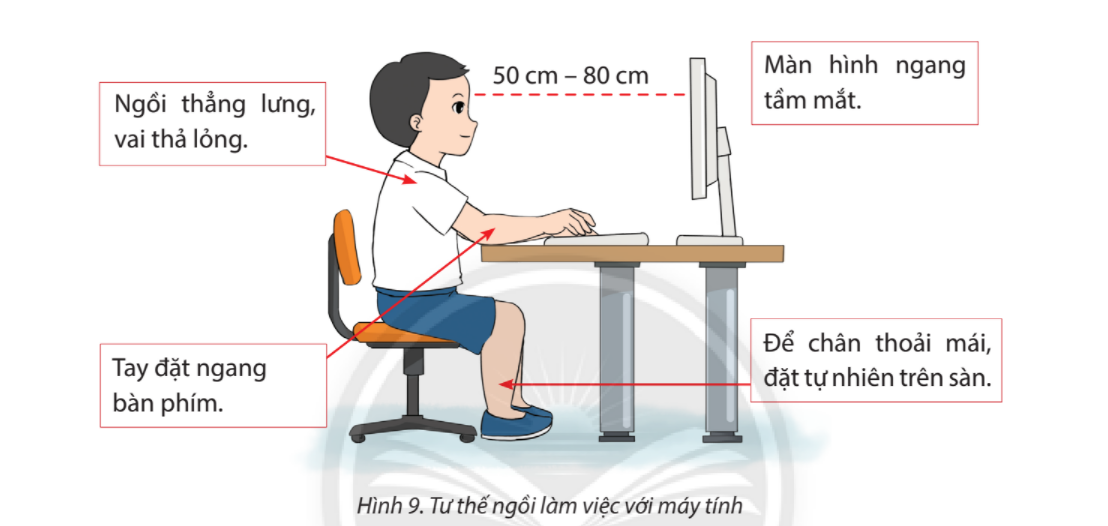 50 cm – 80 cm
Màn hình ngang
tầm mắt.
Ngồi thẳng lưng,
vai thả lỏng.
Tay đặt ngang
bàn phím.
Để chân thoải mái,
đặt tự nhiên trên sàn.
Hình 9. Tư thế ngồi làm việc với máy tính